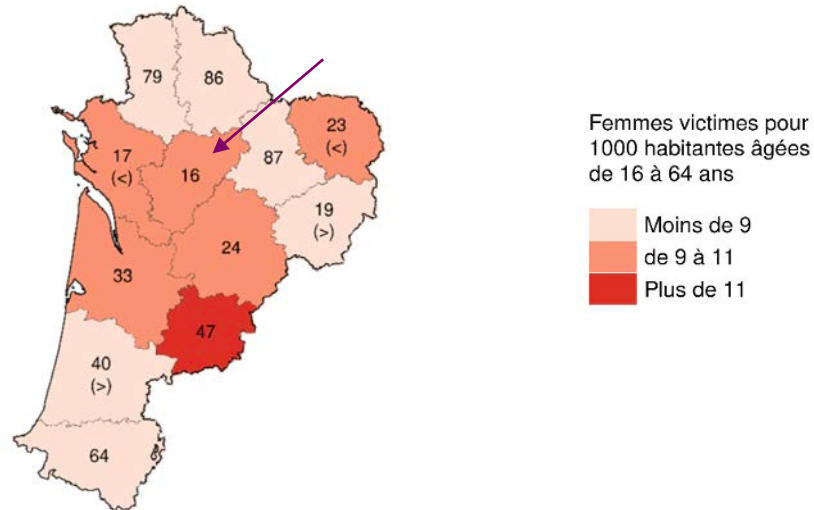 79
86
23
(<)
17
(<)
87
16
19
(>)
24
33
47
40
(>)
64
Femmes victimes pour
1000 habitantes âgées
de 16 à 64 ans
Moins de 9
de 9 à 11
Plus de 11